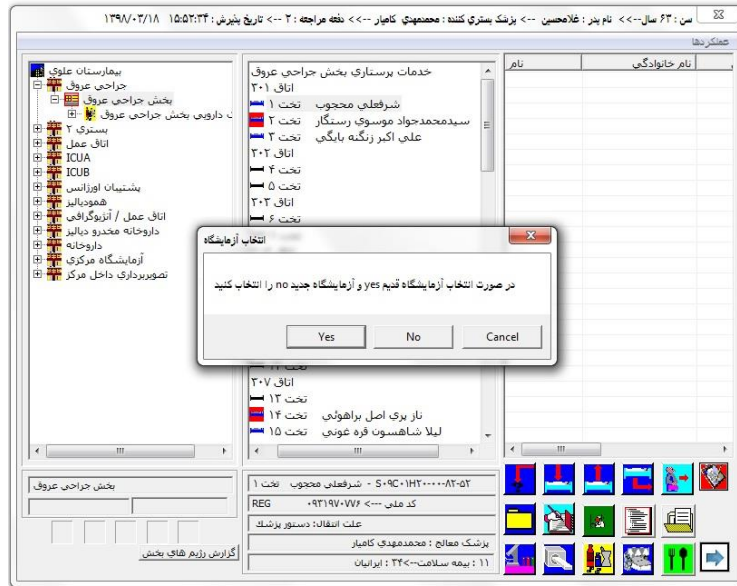 سن : ۶۳ سال-->> نام پدر : غلامحسین --> پزشک بستري کننده : محمدمهدي کامیار -->> دفعه مراجعه : ۲ --> تاریخ پذیرش : ۱۵:۵۲:۳۴ ۱۳۹۸/۰۳/۱۸
عملکردها
نام خانوادگی
نام
خدمات پرستاري بخش جراحي عروق
اتاق ۳۰۱
شرفعلي محجوب تخت ۱
سیدمحمدجواد موسوي رستگار تخت ۲
علي اکبر زنگنه بایگي تخت ۳
اتاق ۳۰۲
تخت ۴
تخت ۵
اتاق ۳۰۳
تخت ۶
بیمارستان علوي
جراحي عروق
بخش جراحي عروق
ت دارویي بخش جراحي عروق
بستري ۲
اتاق عمل
ICUA
ICUB
پشتیبان اورژانس
همودیالیز
اتاق عمل / آنژیوگرافي
داروخانه مخدرو دیالیز
داروخانه
آزمایشگاه مرکزي
تصویربرداري داخل مرکز
انتخاب آزمایشگاه
در صورت انتخاب آزمایشگاه قدیم yes و آزمایشگاه جدید no را انتخاب کنید
Yes
No
Cancel
اتاق ۳۰۷
تخت ۱۳
ناز پري اصل براهوئي تخت ۱۴
لیلا شاهسون قره غوني تخت ۱۵
بخش جراحي عروق
گزارش رژیم هاي بخش
شرفعلي محجوب تخت ۱
REG
کد ملي ---> ۰۹۳۱۹۷۰۷۷۶
علت انتقال: دستور پزشك
پزشک معالج : محمدمهدي کامیار
۱۱ : بیمه سلامت-->۳۴ : ایرانیان